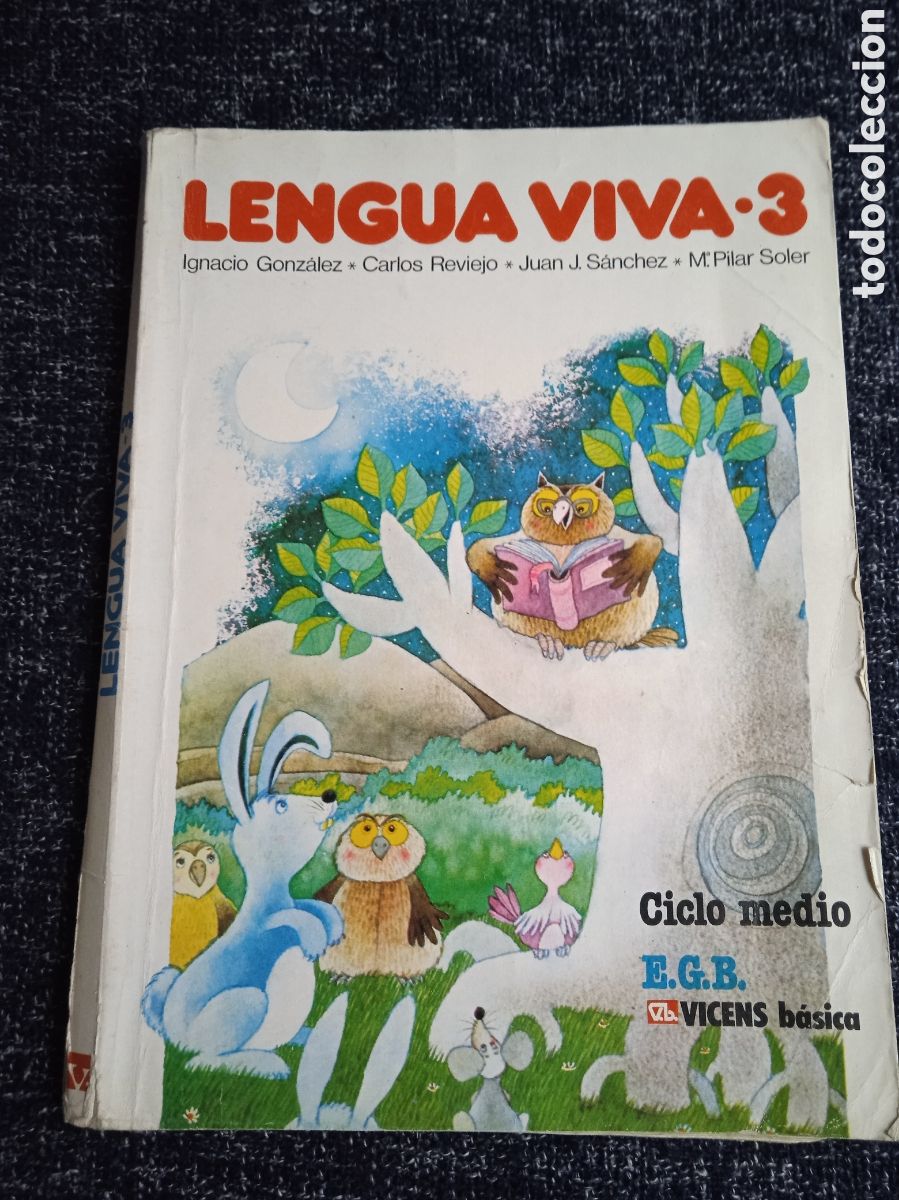 LENGUA VIVA·3
Ignacio González * Carlos Reviejo * Juan J. Sánchez * Mª Pilar Soler
Ciclo medio
E.G.B.
Vb. VICENS básica
LENGUA VIVA·3
todocoleccion